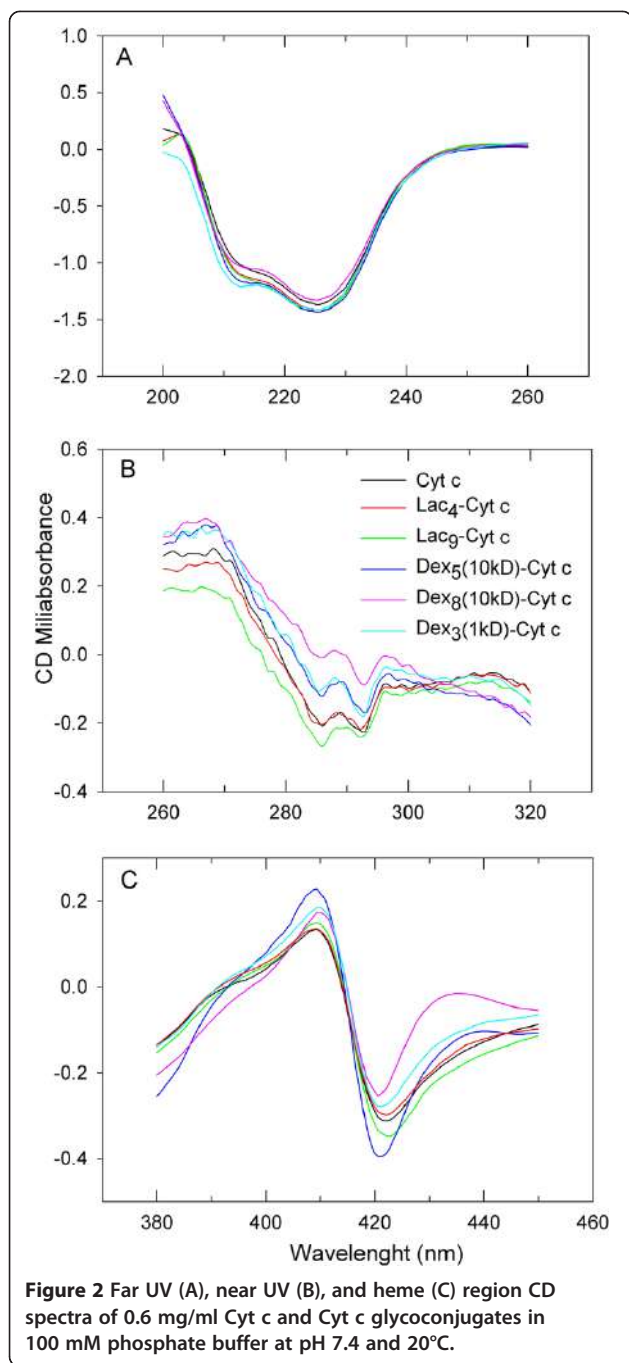 1.0
A
0.5
0.0
-0.5
-1.0
-1.5
-2.0
200 220 240 260
0.6
B
Cyt c
Lac4-Cyt c
Lac9-Cyt c
Dex5(10kD)-Cyt c
Dex8(10kD)-Cyt c
Dex3(1kD)-Cyt c
0.4
0.2
0.0
-0.2
-0.4
CD Miliabsorbance
260 280 300 320
C
0.2
0.0
-0.2
-0.4
380 400 420 440 460
Wavelenght (nm)
Figure 2 Far UV (A), near UV (B), and heme (C) region CD
spectra of 0.6 mg/ml Cyt c and Cyt c glycoconjugates in
100 mM phosphate buffer at pH 7.4 and 20°C.